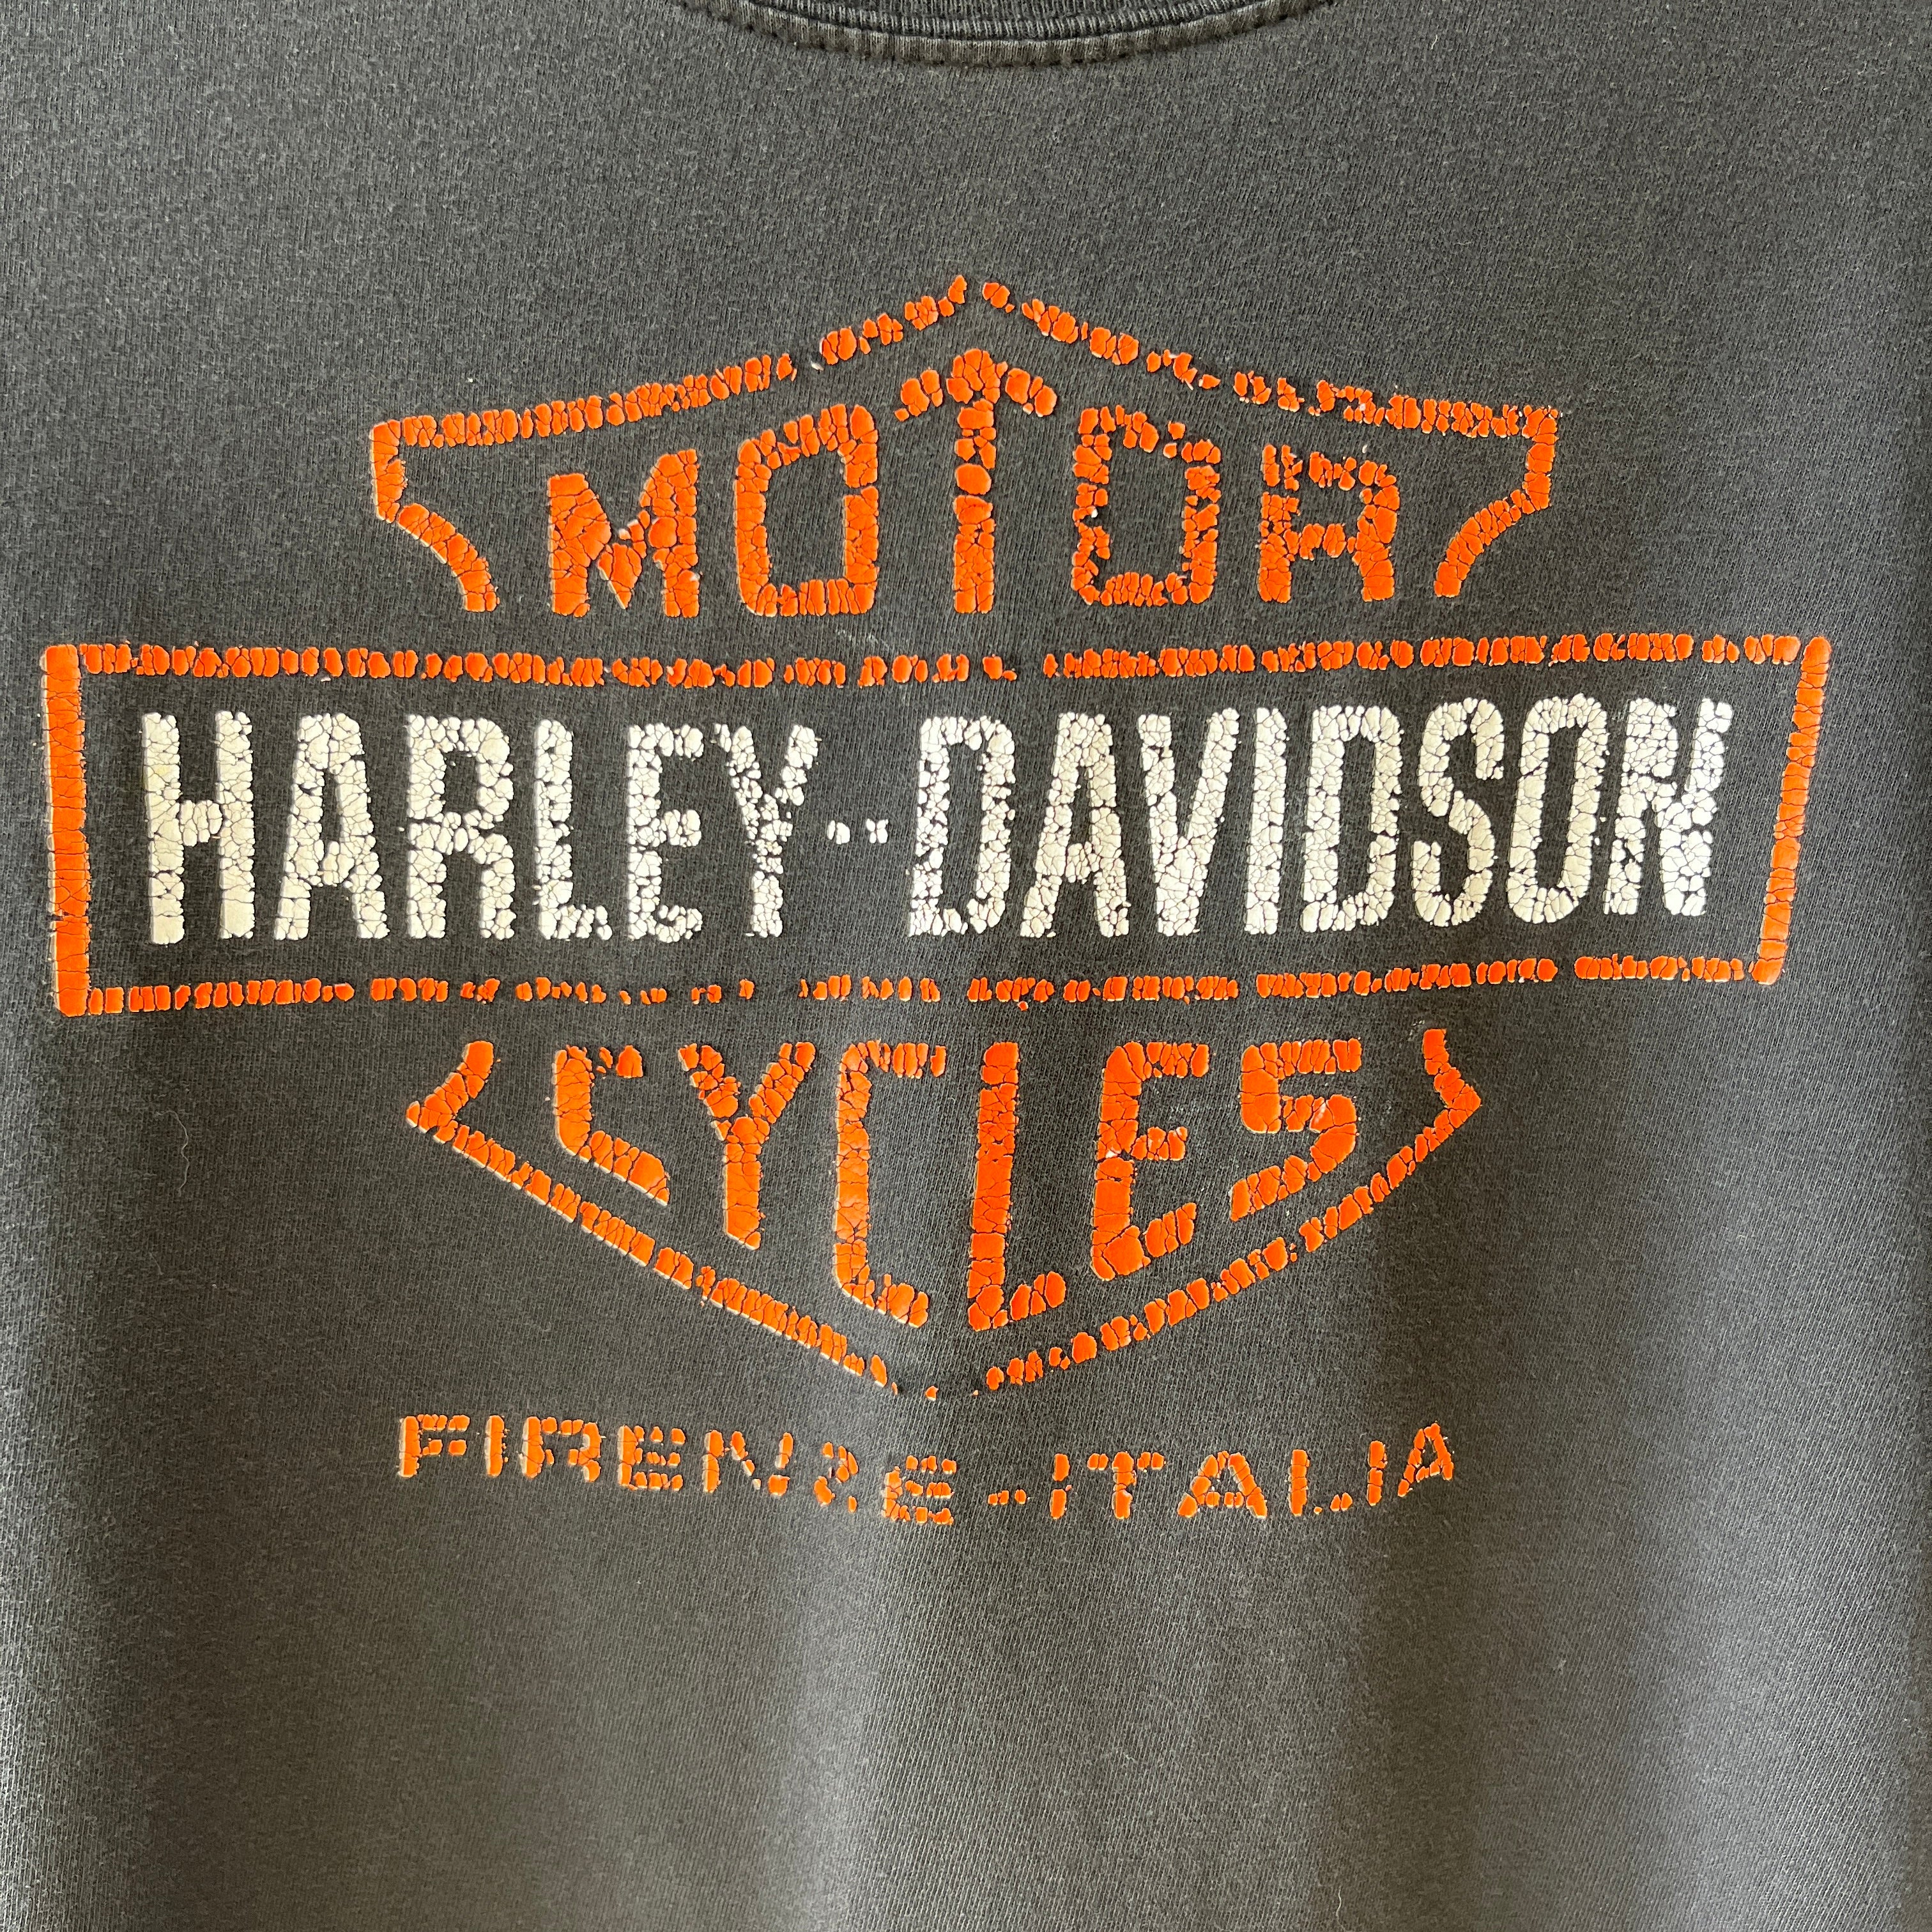 MOTOR
HARLEY-DAVIDSON
CYCLES
FIRENZE-ITALIA